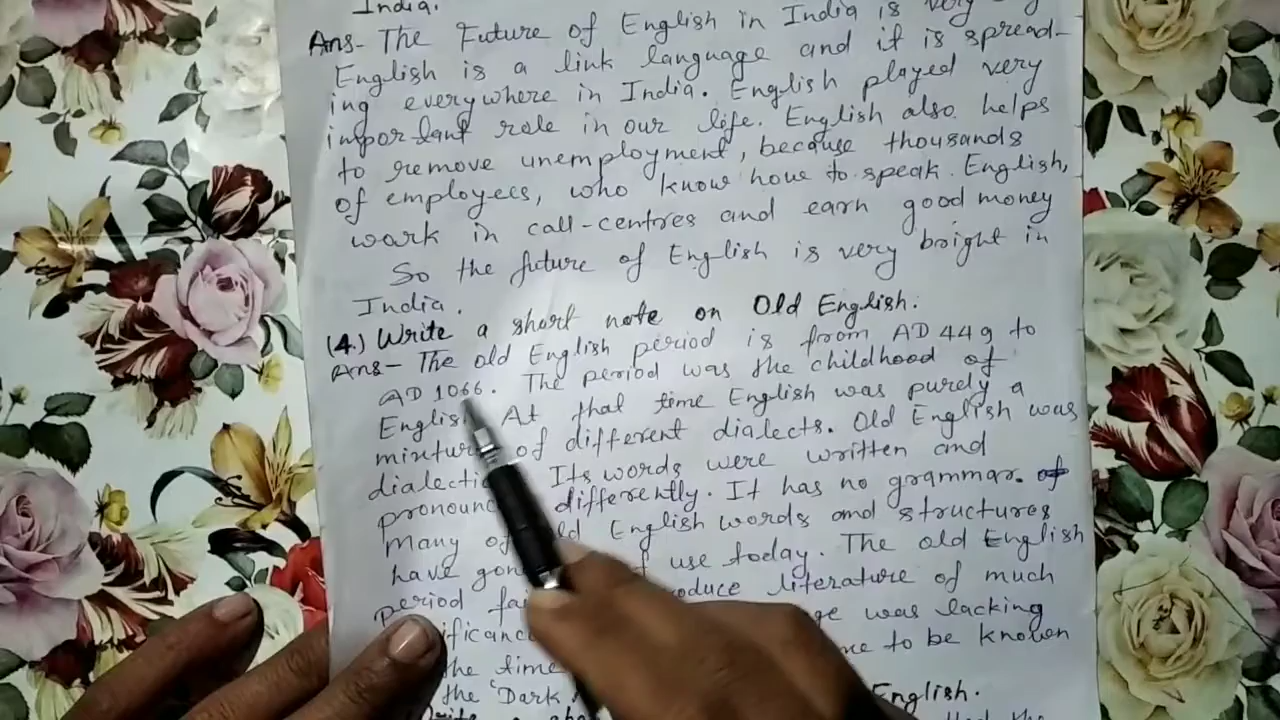 India.
Ans- The Future of English in India is very
English is a link language and it is spread-
ing everywhere in India. English played very
important role in our life. English also helps
to remove unemployment, because thousands
of employees, who know how to speak English,
work in call-centres and earn good money
So the future of English is very bright in
India.
(4.) Write a short note on Old English.
Ans- The old English period is from AD 449 to
AD 1066. The period was the childhood of
English At that time English was purely a
of different dialects. Old English was
Its words were written and
differently. It has no grammar. of
many English words and structures
have use today. The old English
period literature of much
was lacking
to be known
the time
the 'Dark
English.